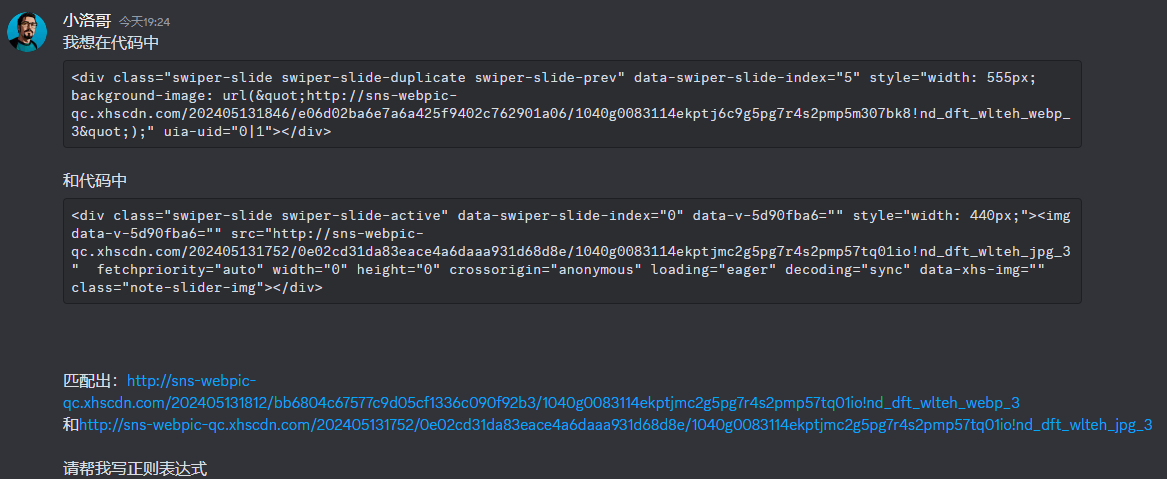 小洛哥 今天19:24
我想在代码中
<div class="swiper-slide swiper-slide-duplicate swiper-slide-prev" data-swiper-slide-index="5" style="width: 555px;
background-image: url(&quot;http://sns-webpic-
qc.xhscdn.com/202405131846/e06d02ba6e7a6a425f9402c762901a06/1040g0083114ekptj6c9g5pg7r4s2pmp5m307bk8!nd_dft_wlteh_webp_
3&quot;);" uia-uid="0|1"></div>
和代码中
<div class="swiper-slide swiper-slide-active" data-swiper-slide-index="0" data-v-5d90fba6="" style="width: 440px;"><img
data-v-5d90fba6="" src="http://sns-webpic-
qc.xhscdn.com/202405131752/0e02cd31da83eace4a6daaa931d68d8e/1040g0083114ekptjmc2g5pg7r4s2pmp57tq01io!nd_dft_wlteh_jpg_3
"  fetchpriority="auto" width="0" height="0" crossorigin="anonymous" loading="eager" decoding="sync" data-xhs-img=""
class="note-slider-img"></div>
匹配出：http://sns-webpic-
qc.xhscdn.com/202405131812/bb6804c67577c9d05cf1336c090f92b3/1040g0083114ekptjmc2g5pg7r4s2pmp57tq01io!nd_dft_wlteh_webp_3
和http://sns-webpic-qc.xhscdn.com/202405131752/0e02cd31da83eace4a6daaa931d68d8e/1040g0083114ekptjmc2g5pg7r4s2pmp57tq01io!nd_dft_wlteh_jpg_3
请帮我写正则表达式